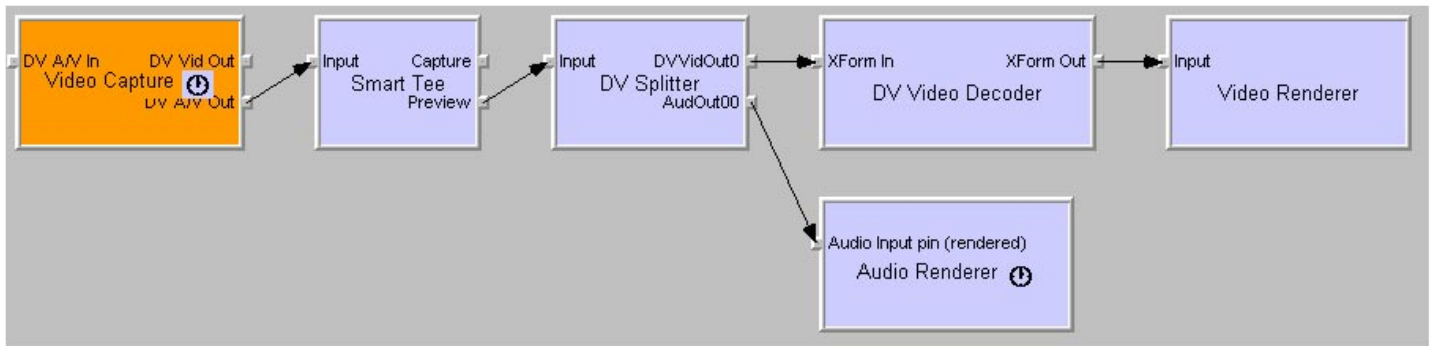 DV A/V In
DV Vid Out
Video Capture
DV A/V Out
Input
Capture
Smart Tee
Preview
Input
DVVidOut0
DV Splitter
AudOut00
XForm In
XForm Out
DV Video Decoder
Input
Video Renderer
Audio Input pin (rendered)
Audio Renderer